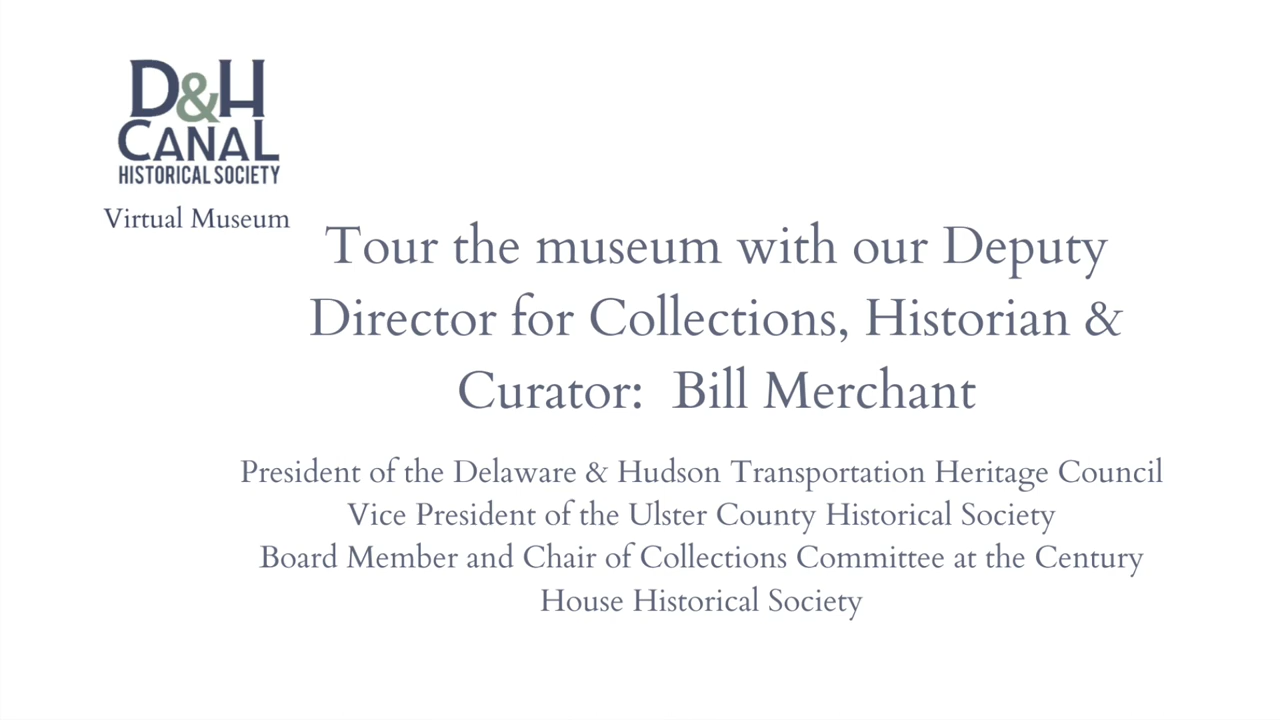 D&H
CANAL
HISTORICAL SOCIETY
Virtual Museum
Tour the museum with our Deputy
Director for Collections, Historian &
Curator: Bill Merchant
President of the Delaware & Hudson Transportation Heritage Council
Vice President of the Ulster County Historical Society
Board Member and Chair of Collections Committee at the Century
House Historical Society